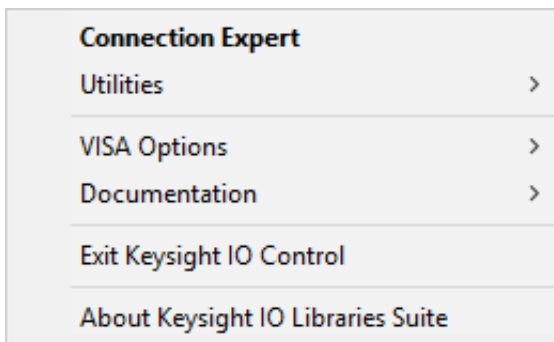 Connection Expert
Utilities
VISA Options
Documentation
Exit Keysight IO Control
About Keysight IO Libraries Suite